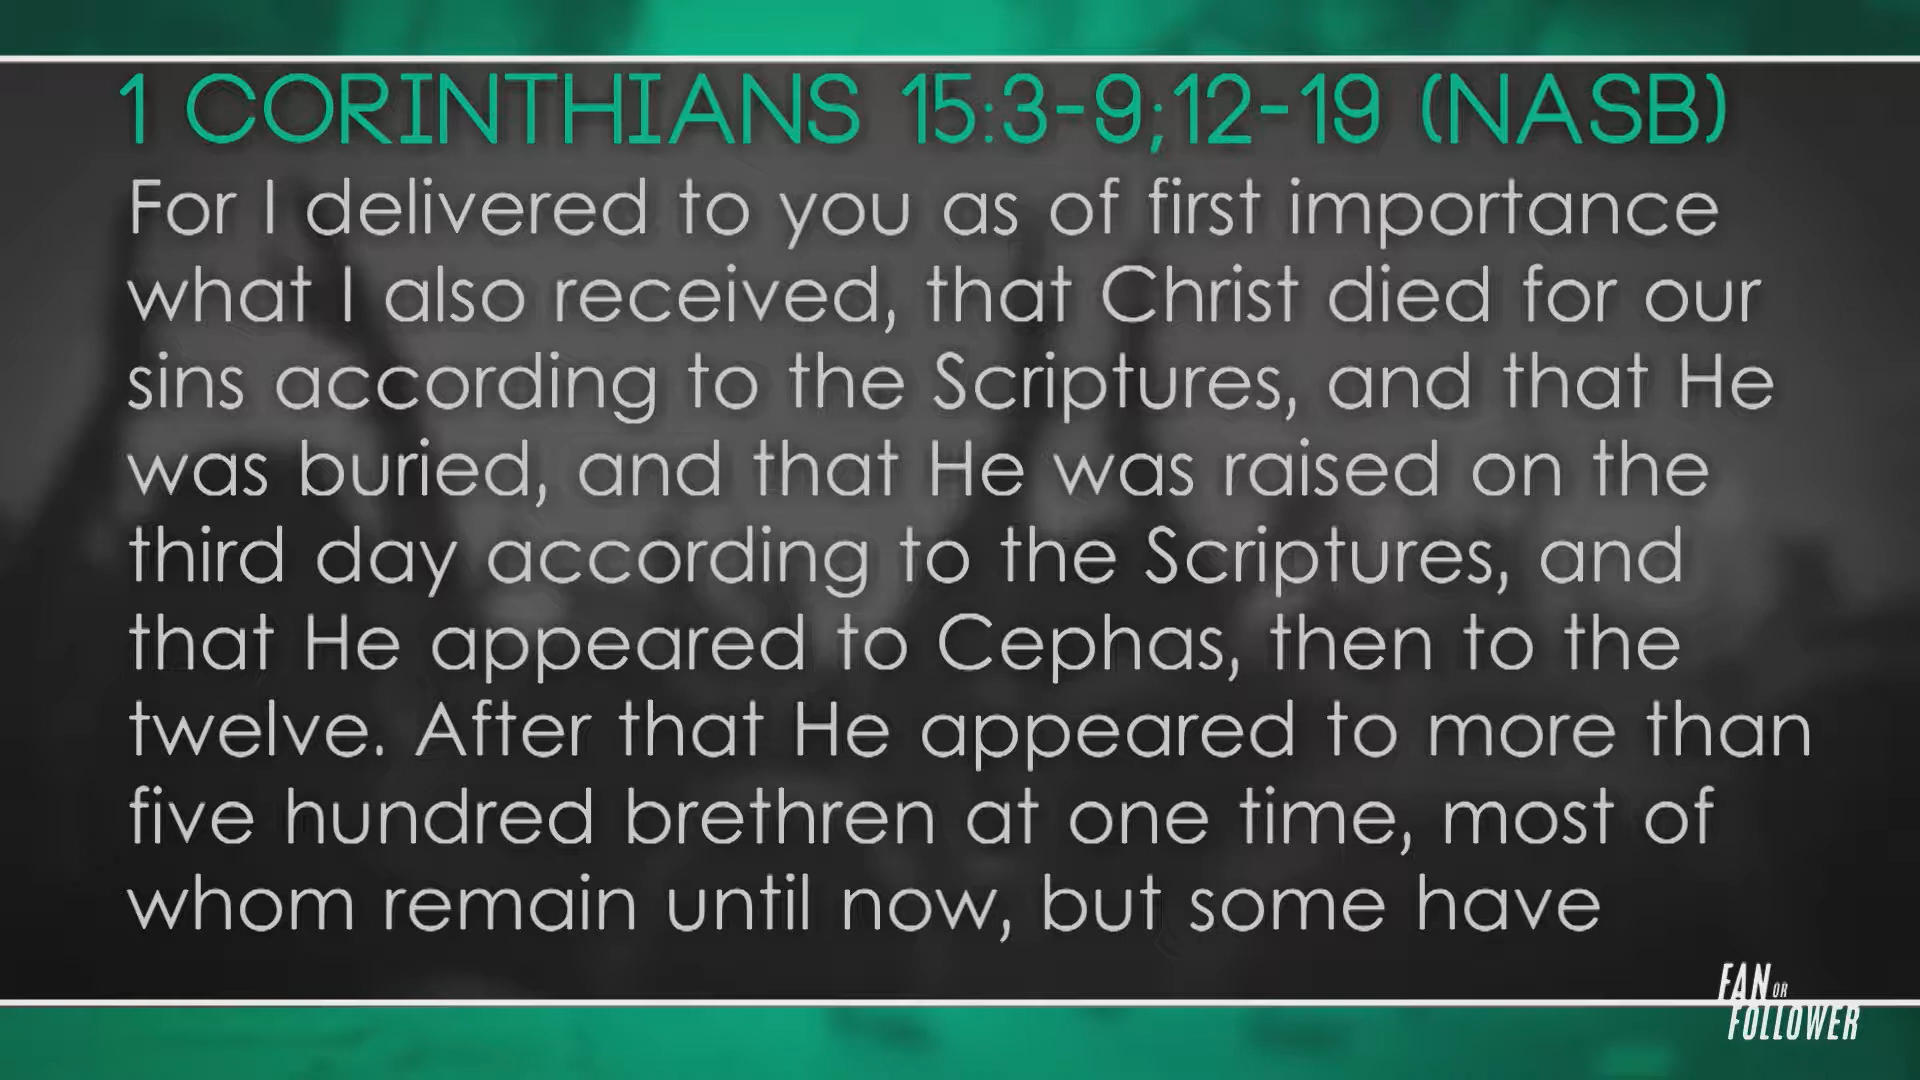 1 CORINTHIANS 15:3-9;12-19 (NASB)
For I delivered to you as of first importance
what I also received, that Christ died for our
sins according to the Scriptures, and that He
was buried, and that He was raised on the
third day according to the Scriptures, and
that He appeared to Cephas, then to the
twelve. After that He appeared to more than
five hundred brethren at one time, most of
whom remain until now, but some have
FAN OR
FOLLOWER